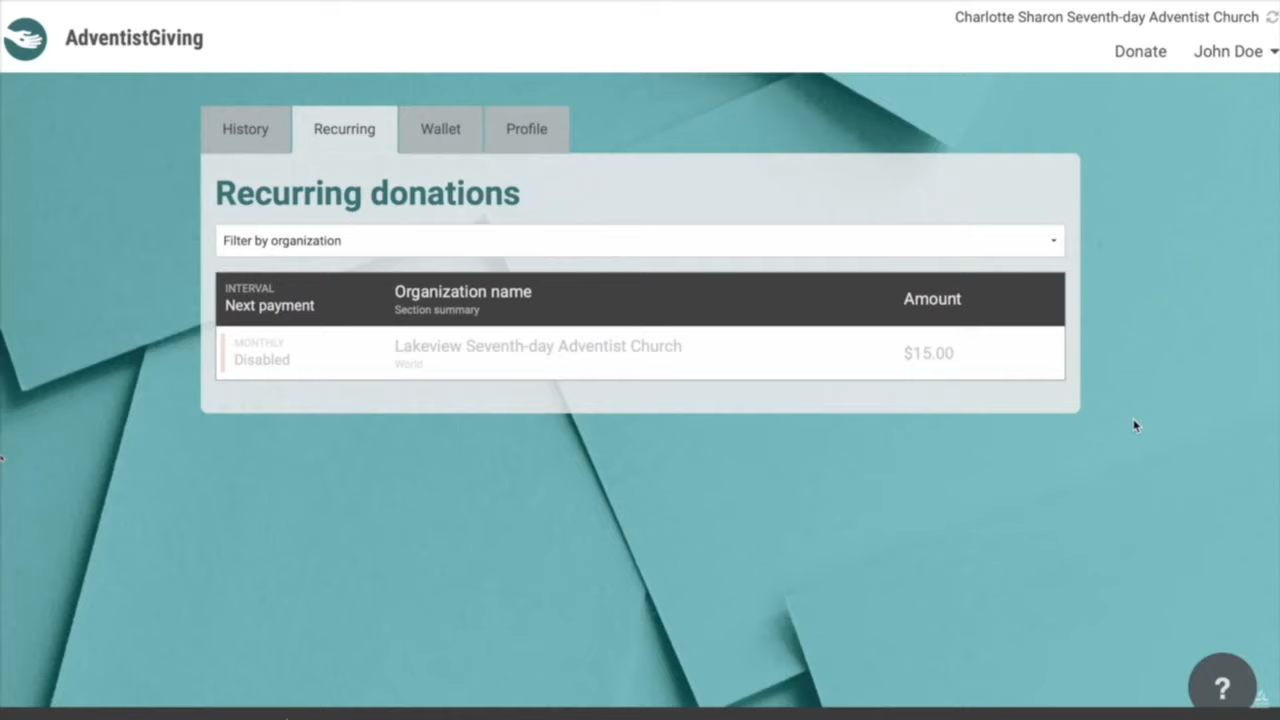 Charlotte Sharon Seventh-day Adventist Church
AdventistGiving
Donate
John Doe
History
Recurring
Wallet
Profile
Recurring donations
Filter by organization
INTERVAL
Next payment
Organization name
Section summary
Amount
MONTHLY
Disabled
Lakeview Seventh-day Adventist Church
World
$15.00
?